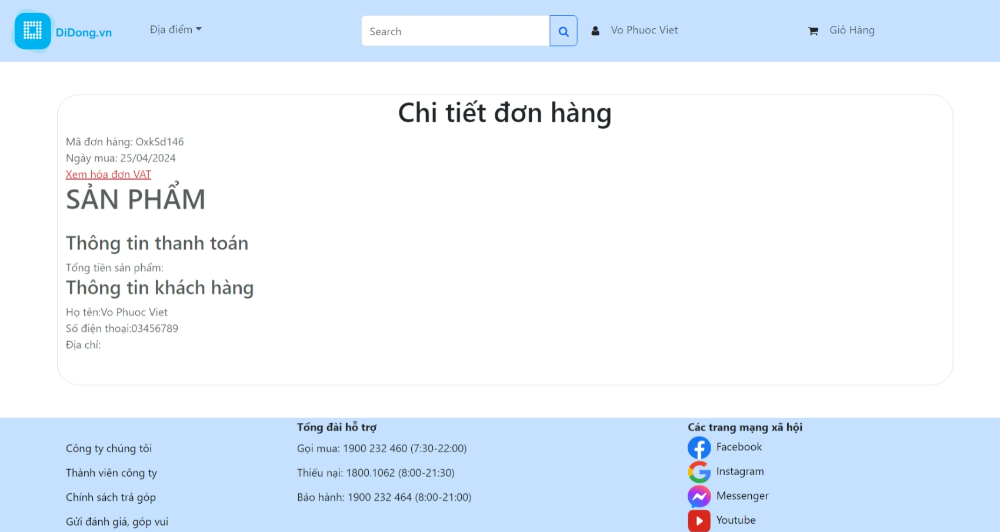 DiDong.vn
Địa điểm
Search
Vo Phuoc Viet
Giỏ Hàng
Chi tiết đơn hàng
Mã đơn hàng: OxkSd146
Ngày mua: 25/04/2024
Xem hóa đơn VAT
SẢN PHẨM
Thông tin thanh toán
Tổng tiền sản phẩm:
Thông tin khách hàng
Họ tên:Vo Phuoc Viet
Số điện thoại:03456789
Địa chỉ:
Công ty chúng tôi
Thành viên công ty
Chính sách trả góp
Gửi đánh giá, góp vui
Tổng đài hỗ trợ
Gọi mua: 1900 232 460 (7:30-22:00)
Thiếu nại: 1800.1062 (8:00-21:30)
Bảo hành: 1900 232 464 (8:00-21:00)
Các trang mạng xã hội
Facebook
Instagram
Messenger
Youtube